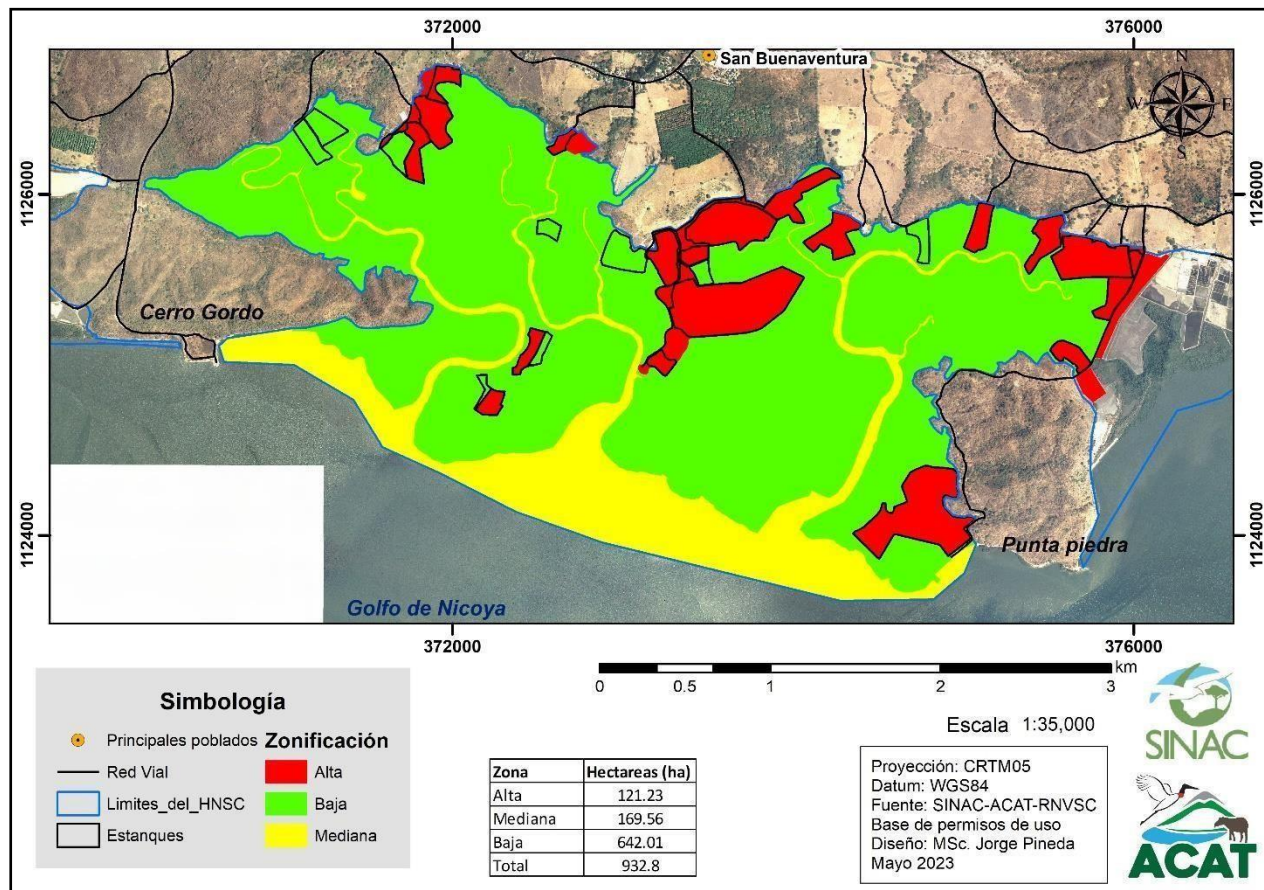 372000
376000
San Buenaventura
N
W
E
S
1126000
1126000
Cerro Gordo
1124000
1124000
Punta piedra
Golfo de Nicoya
372000
376000
km
0 0.5 1 2 3
Simbología
Principales poblados
Red Vial
Limites_del_HNSC
Estanques
Zonificación
Alta
Baja
Mediana
Zona Hectareas (ha)
Alta 121.23
Mediana 169.56
Baja 642.01
Total 932.8
Escala 1:35,000
Proyección: CRTM05
Datum: WGS84
Fuente: SINAC-ACAT-RNVSC
Base de permisos de uso
Diseño: MSc. Jorge Pineda
Mayo 2023
SINAC
ACAT